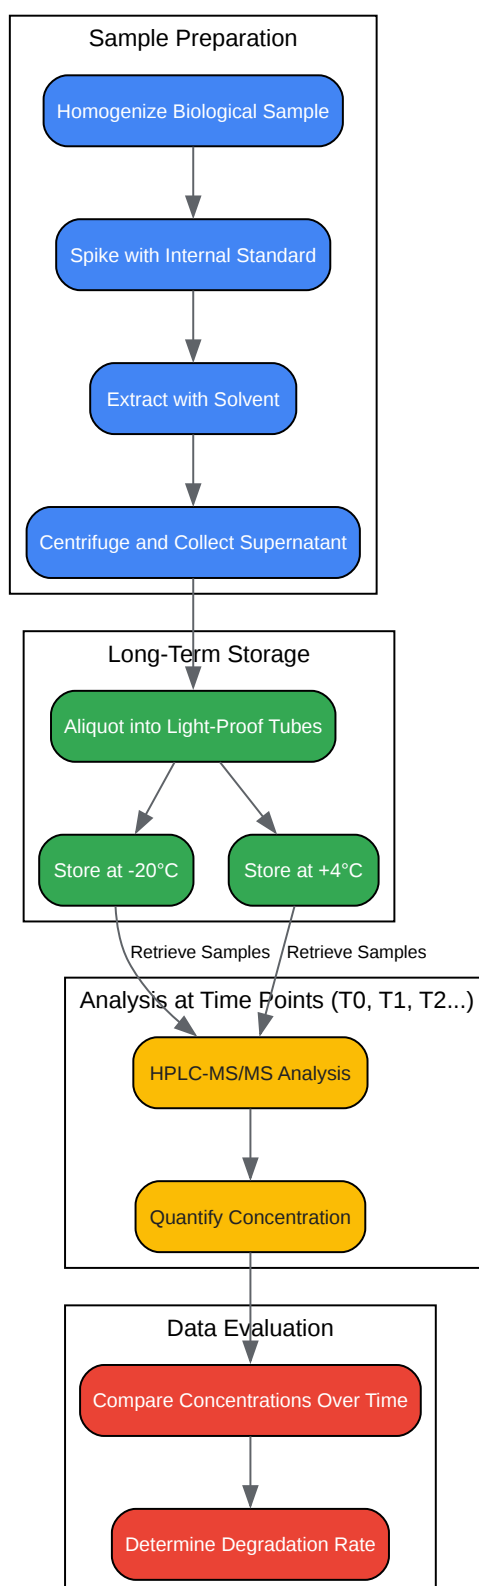 Sample Preparation
Homogenize Biological Sample
Spike with Internal Standard
Extract with Solvent
Centrifuge and Collect Supernatant
Long-Term Storage
Aliquot into Light-Proof Tubes
Store at -20°C
Store at +4°C
Retrieve Samples
Retrieve Samples
Analysis at Time Points (T0, T1, T2...)
HPLC-MS/MS Analysis
Quantify Concentration
Data Evaluation
Compare Concentrations Over Time
Determine Degradation Rate